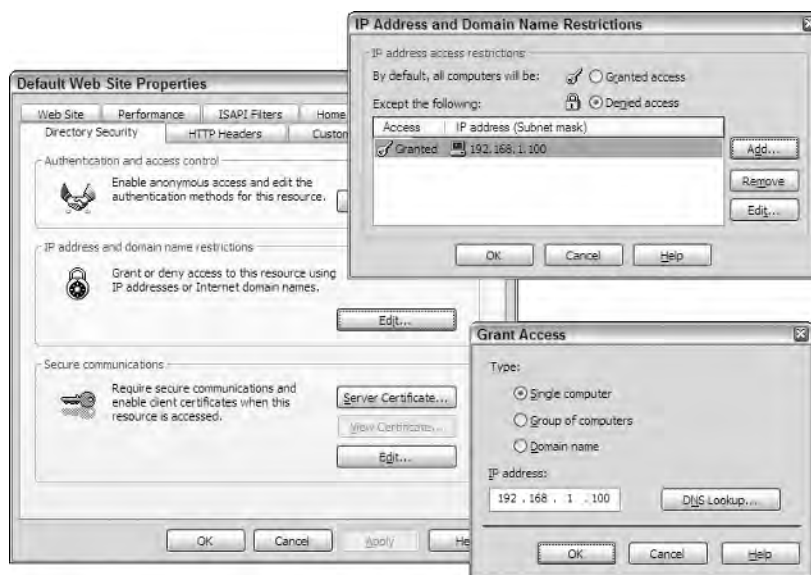 IP Address and Domain Name Restrictions
IP address access restrictions
By default, all computers will be:
Granted access
Denied access
Except the following:
Access
IP address (Subnet mask)
Granted
192.168.1.100
Add...
Remove
Edit...
OK
Cancel
Help
Default Web Site Properties
Web Site
Performance
ISAPI Filters
Home
Directory Security
HTTP Headers
Custom
Authentication and access control
Enable anonymous access and edit the
authentication methods for this resource.
IP address and domain name restrictions
Grant or deny access to this resource using
IP addresses or Internet domain names.
Edit...
Secure communications
Require secure communications and
enable client certificates when this
resource is accessed.
Server Certificate...
View Certificate...
Edit...
OK
Cancel
Apply
He
Grant Access
Type:
Single computer
Group of computers
Domain name
IP address:
192 . 168 . 1 . 100
DNS Lookup...
OK
Cancel
Help